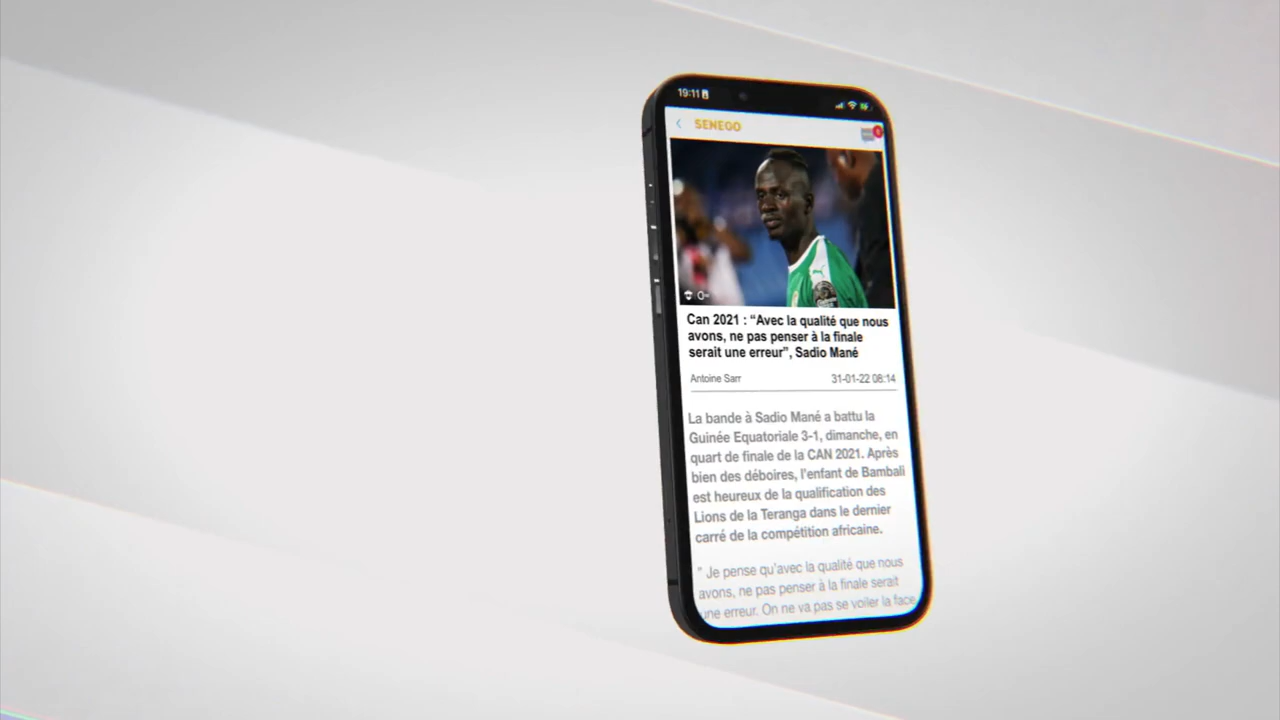 19:11
SENEGO
Can 2021 : “Avec la qualité que nous
avons, ne pas penser à la finale
serait une erreur”, Sadio Mané
Antoine Sarr 31-01-22 08:14
La bande à Sadio Mané a battu la
Guinée Equatoriale 3-1, dimanche, en
quart de finale de la CAN 2021. Après
bien des déboires, l’enfant de Bambali
est heureux de la qualification des
Lions de la Teranga dans le dernier
carré de la compétition africaine.
" Je pense qu’avec la qualité que nous
avons, ne pas penser à la finale serait
une erreur. On ne va pas se voiler la face